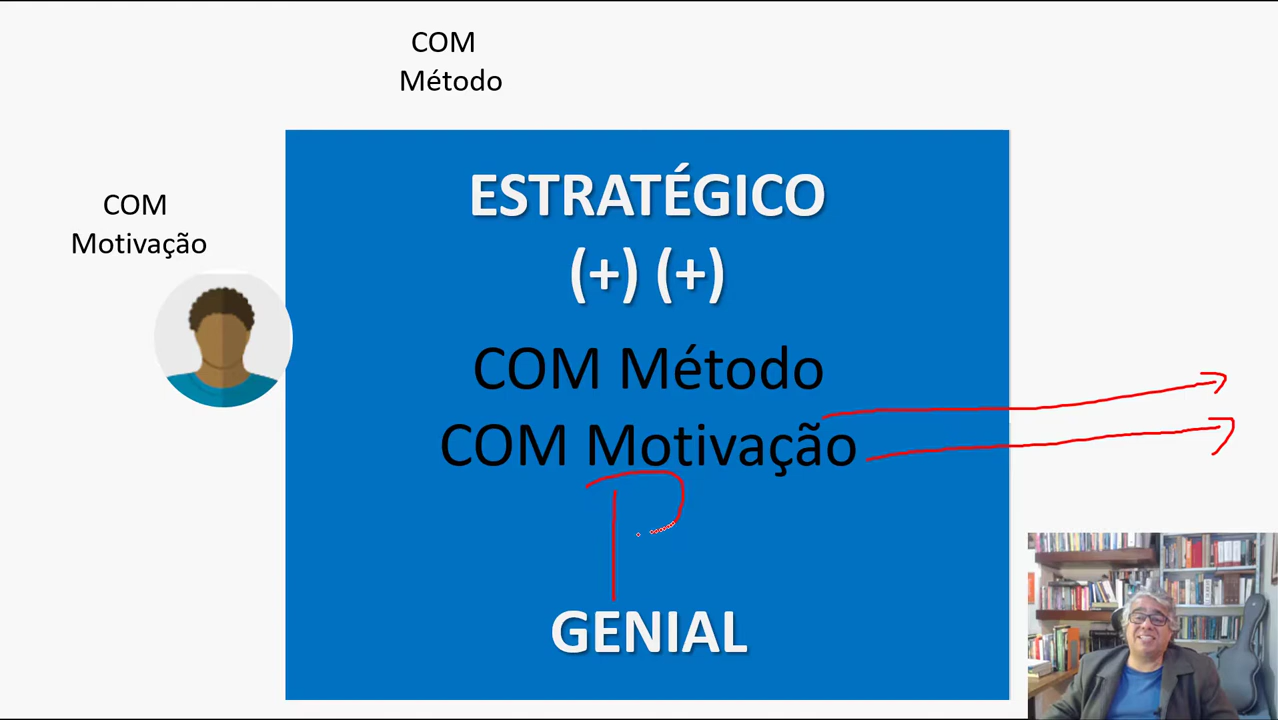 COM
Método
COM
Motivação
ESTRATÉGICO
(+) (+)
COM Método
COM Motivação
P
GENIAL